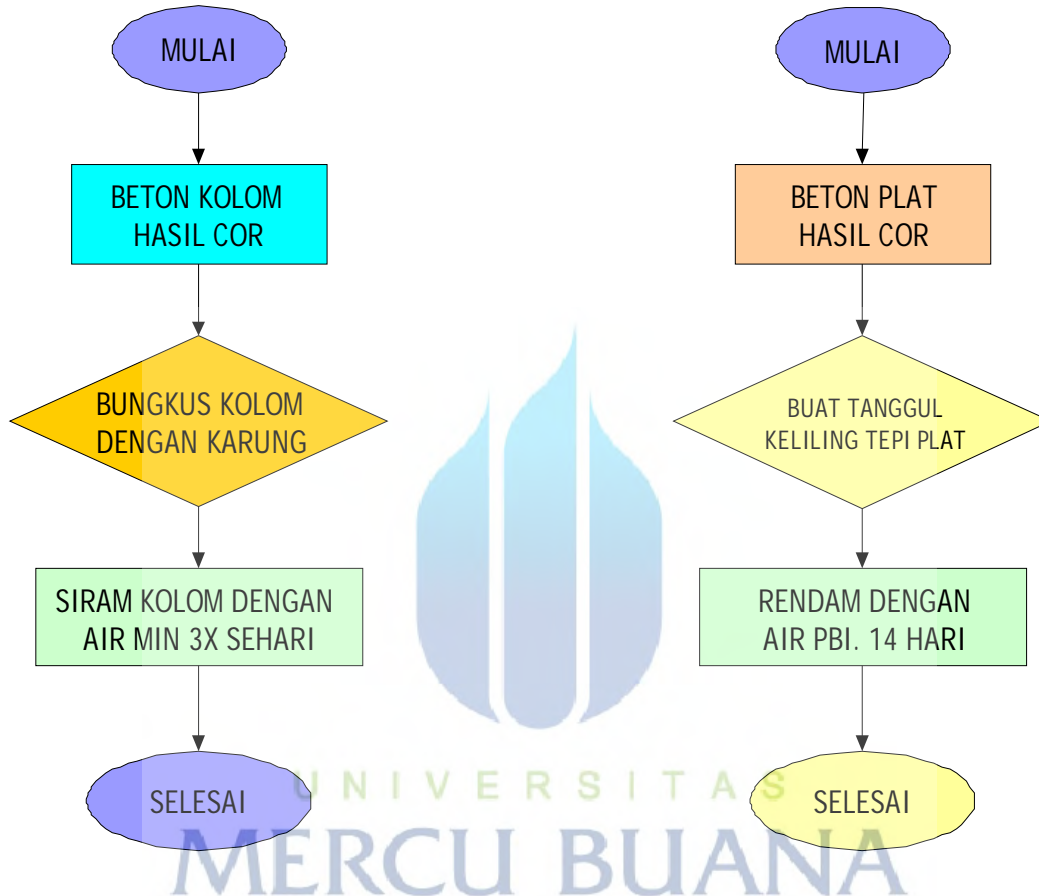 MULAI
BETON KOLOM
HASIL COR
BUNGKUS KOLOM
DENGAN KARUNG
SIRAM KOLOM DENGAN
AIR MIN 3X SEHARI
SELESAI
MULAI
BETON PLAT
HASIL COR
BUAT TANGGUL
KELILING TEPI PLAT
RENDAM DENGAN
AIR PBI. 14 HARI
SELESAI
UNIVERSITAS
MERCU BUANA